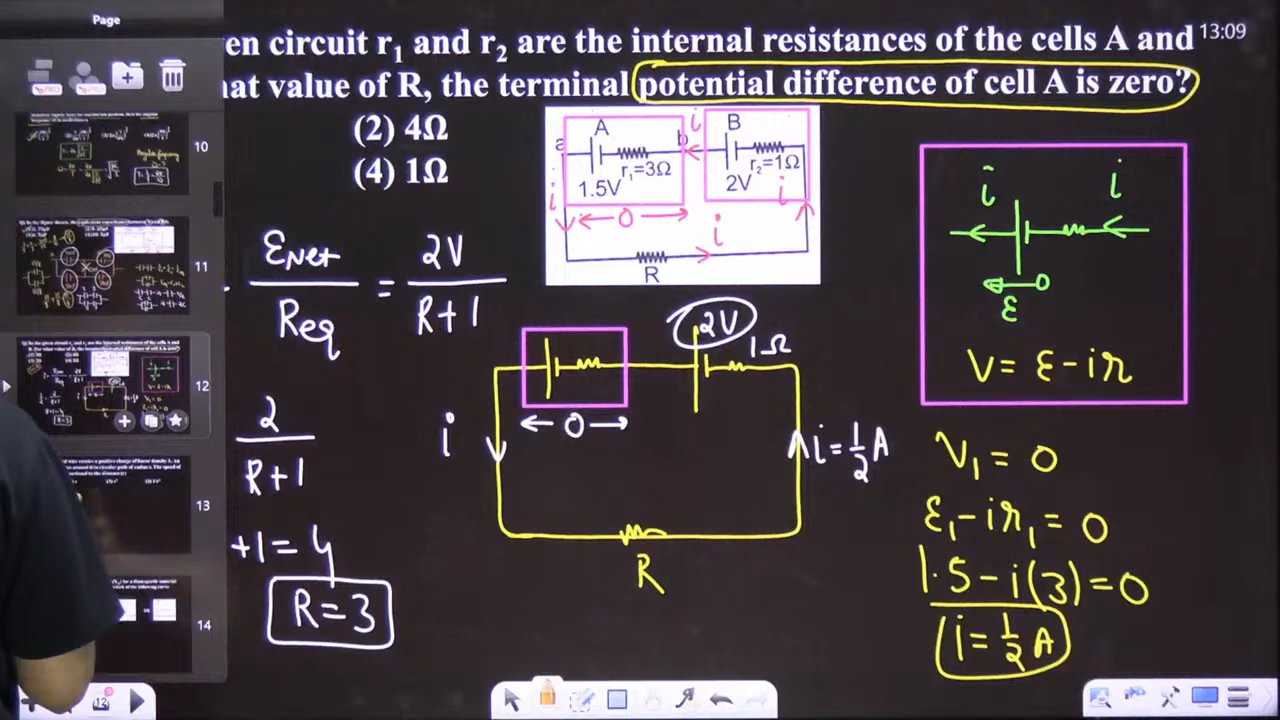 Page
en circuit r₁ and r₂ are the internal resistances of the cells A and
13:09
at value of R, the terminal potential difference of cell A is zero?
(2) 4Ω
(4) 1Ω
A
B
i
a
b
r₁=3Ω
r₂=1Ω
1.5V
2V
i
i
0
i
R
10
11
12
13
14
εNet / Req = 2V / R+1
2 / R+1
+1 = 4
R = 3
2V
1Ω
0
i
i = 1/2 A
R
i
i
ε
V = ε - ir
V₁ = 0
ε₁ - ir₁ = 0
1.5 - i(3) = 0
i = 1/2 A
12